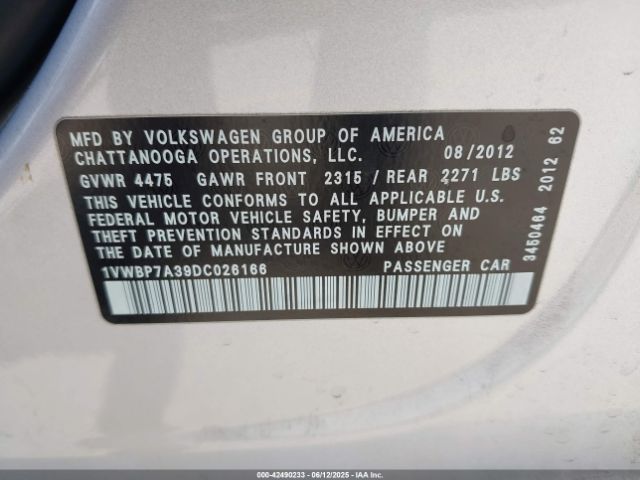 MFD BY VOLKSWAGEN GROUP OF AMERICA
CHATTANOOGA OPERATIONS, LLC. 08/2012
GVWR 4475 GAWR FRONT 2315 / REAR 2271 LBS
THIS VEHICLE CONFORMS TO ALL APPLICABLE U.S.
FEDERAL MOTOR VEHICLE SAFETY, BUMPER AND
THEFT PREVENTION STANDARDS IN EFFECT ON
THE DATE OF MANUFACTURE SHOWN ABOVE
1VWBP7A39DC026166 PASSENGER CAR
3450464 2012 62
000-42490233 - 06/12/2025 - IAAI, Inc.